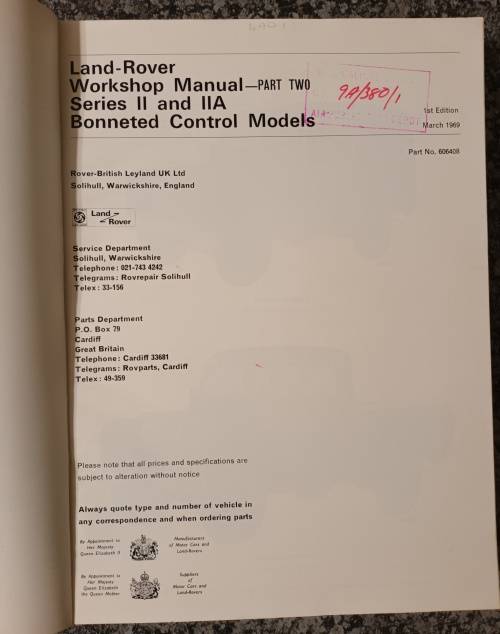 Land-Rover
Workshop Manual—PART TWO
Series II and IIA
Bonneted Control Models
9A/380/1
1st Edition
March 1969
Part No. 606408
Rover-British Leyland UK Ltd
Solihull, Warwickshire, England
Land
Rover
Service Department
Solihull, Warwickshire
Telephone: 021-743 4242
Telegrams: Rovrepair Solihull
Telex: 33-156
Parts Department
P.O. Box 79
Cardiff
Great Britain
Telephone: Cardiff 33681
Telegrams: Rovparts, Cardiff
Telex: 49-359
Please note that all prices and specifications are
subject to alteration without notice
Always quote type and number of vehicle in
any correspondence and when ordering parts
By Appointment to
Her Majesty
Queen Elizabeth II
Manufacturers
of Motor Cars and
Land-Rovers
By Appointment to
Her Majesty
Queen Elizabeth
the Queen Mother
Suppliers
of
Motor Cars and
Land-Rovers